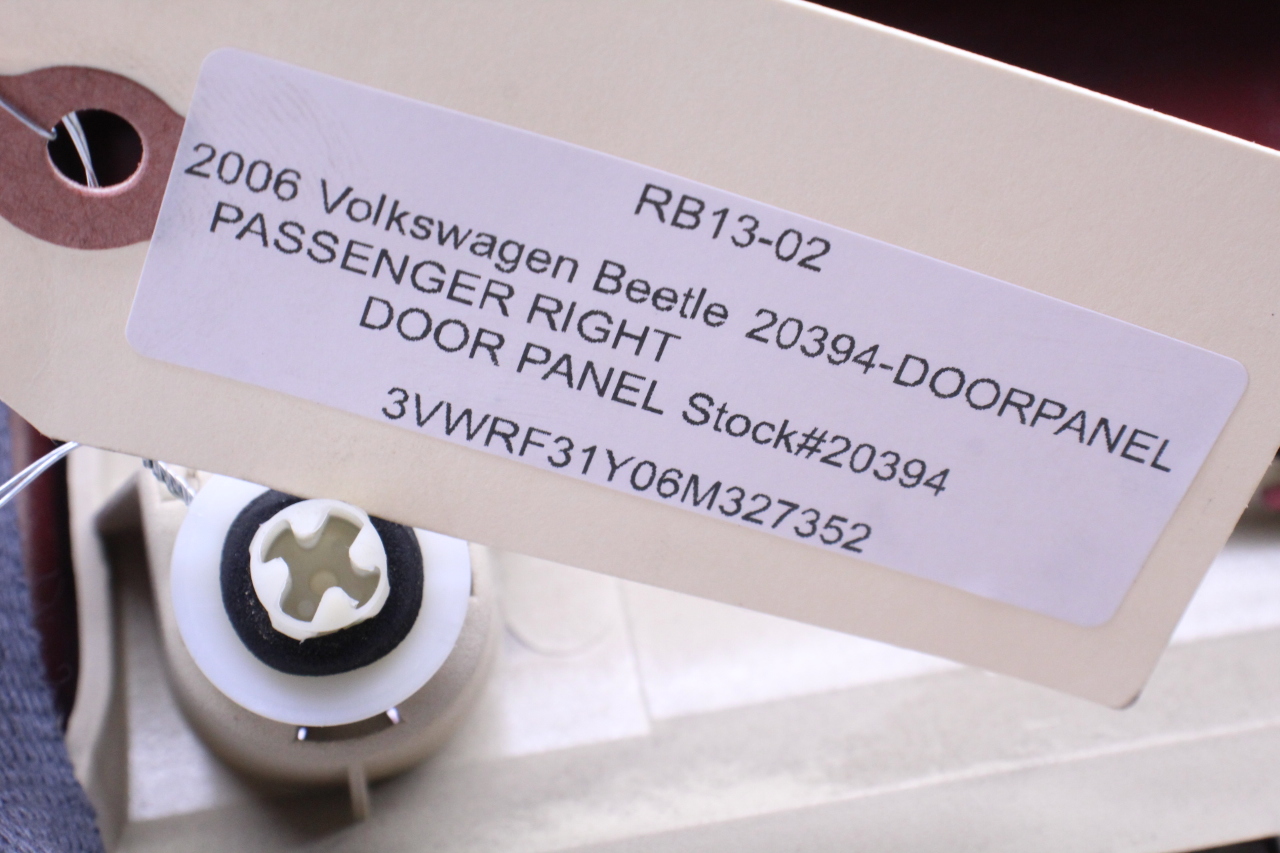 RB13-02
2006 Volkswagen Beetle 20394-DOORPANEL
PASSENGER RIGHT
DOOR PANEL Stock#20394
3VWRF31Y06M327352